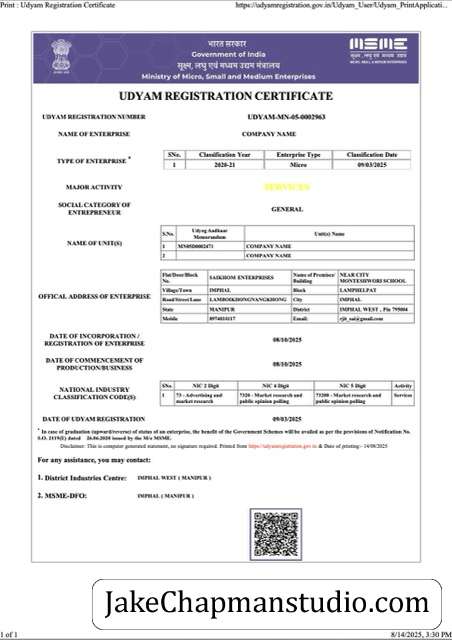 Print : Udyam Registration Certificate https://udyamregistration.gov.in/Udyam_User/Udyam_PrintApplicati...
भारत सरकार
Government of India
सूक्ष्म, लघु एवं मध्यम उद्यम मंत्रालय
Ministry of Micro, Small and Medium Enterprises
MSME
MICRO, SMALL & MEDIUM ENTERPRISES
UDYAM REGISTRATION CERTIFICATE
UDYAM REGISTRATION NUMBER UDYAM-MN-05-0002963
NAME OF ENTERPRISE COMPANY NAME
TYPE OF ENTERPRISE *
SNo. Classification Year Enterprise Type Classification Date
1 2020-21 Micro 09/03/2025
MAJOR ACTIVITY SERVICES
SOCIAL CATEGORY OF
ENTREPRENEUR
GENERAL
NAME OF UNIT(S)
S.No. Udyog Aadhaar Memorandum Unit(s) Name
1 MN05D0002471 COMPANY NAME
2 COMPANY NAME
OFFICAL ADDRESS OF ENTERPRISE
Flat/Door/Block No. SAIKHOM ENTERPRISES Name of Premises/ Building NEAR CITY MONTESHWORI SCHOOL
Village/Town IMPHAL Block LAMPHELPAT
Road/Street/Lane LAMBOIKHONGNANGKHONG City IMPHAL
State MANIPUR District IMPHAL WEST , Pin 795004
Mobile Email:
DATE OF INCORPORATION /
REGISTRATION OF ENTERPRISE
08/10/2025
DATE OF COMMENCEMENT OF
PRODUCTION/BUSINESS
08/10/2025
NATIONAL INDUSTRY
CLASSIFICATION CODE(S)
SNo. NIC 2 Digit NIC 4 Digit NIC 5 Digit Activity
1 73 - Advertising and market research 7320 - Market research and public opinion polling 73200 - Market research and public opinion polling Services
DATE OF UDYAM REGISTRATION 09/03/2025
* In case of graduation (upward/reverse) of status of an enterprise, the benefit of the Government Schemes will be availed as per the provisions of Notification No.
S.O. 2119(E) dated 26.06.2020 issued by the M/o MSME.
Disclaimer: This is computer generated statement, no signature required. Printed from https://udyamregistration.gov.in & Date of printing:- 14/08/2025
For any assistance, you may contact:
1. District Industries Centre: IMPHAL WEST ( MANIPUR )
2. MSME-DFO: IMPHAL ( MANIPUR )
JakeChapmanstudio.com
1 of 1 8/14/2025, 3:30 PM